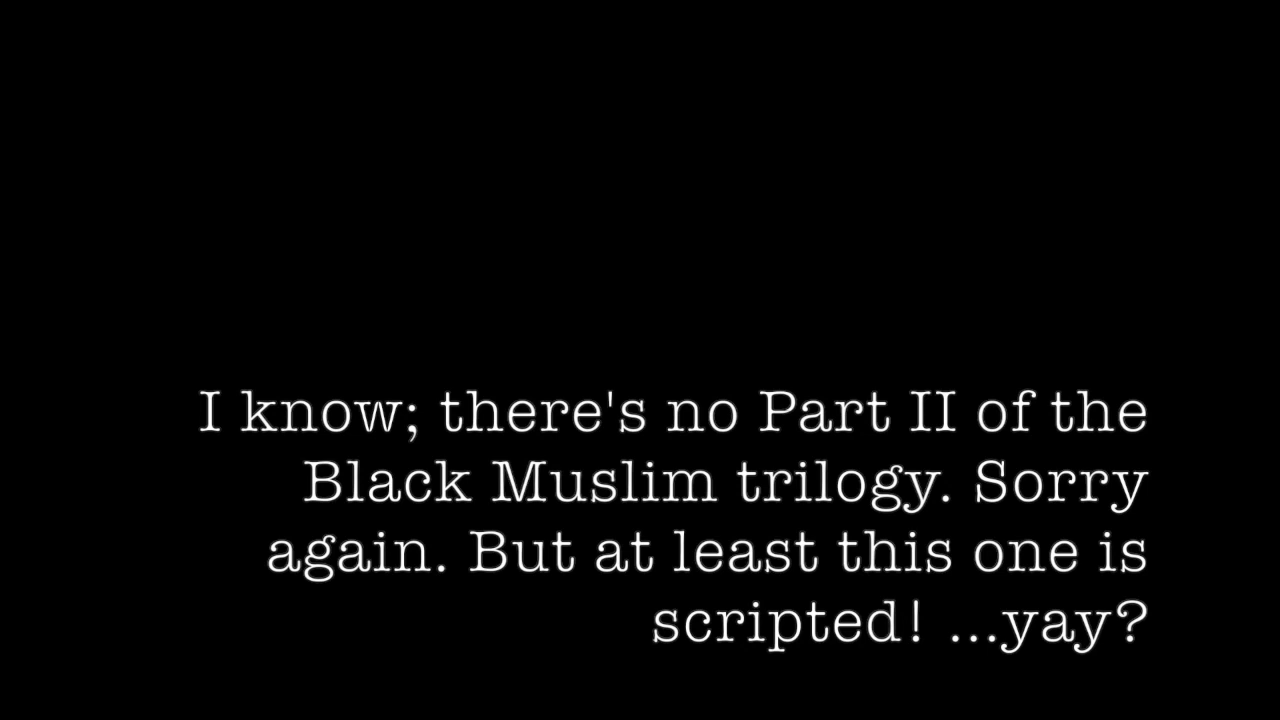 I know; there's no Part II of the
Black Muslim trilogy. Sorry
again. But at least this one is
scripted! ...yay?